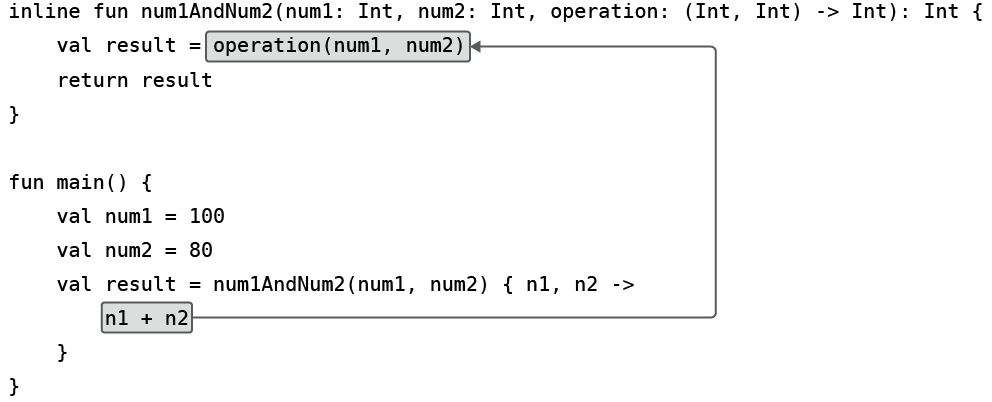 inline fun num1AndNum2(num1: Int, num2: Int, operation: (Int, Int) -> Int): Int {
    val result = operation(num1, num2)
    return result
}

fun main() {
    val num1 = 100
    val num2 = 80
    val result = num1AndNum2(num1, num2) { n1, n2 ->
        n1 + n2
    }
}